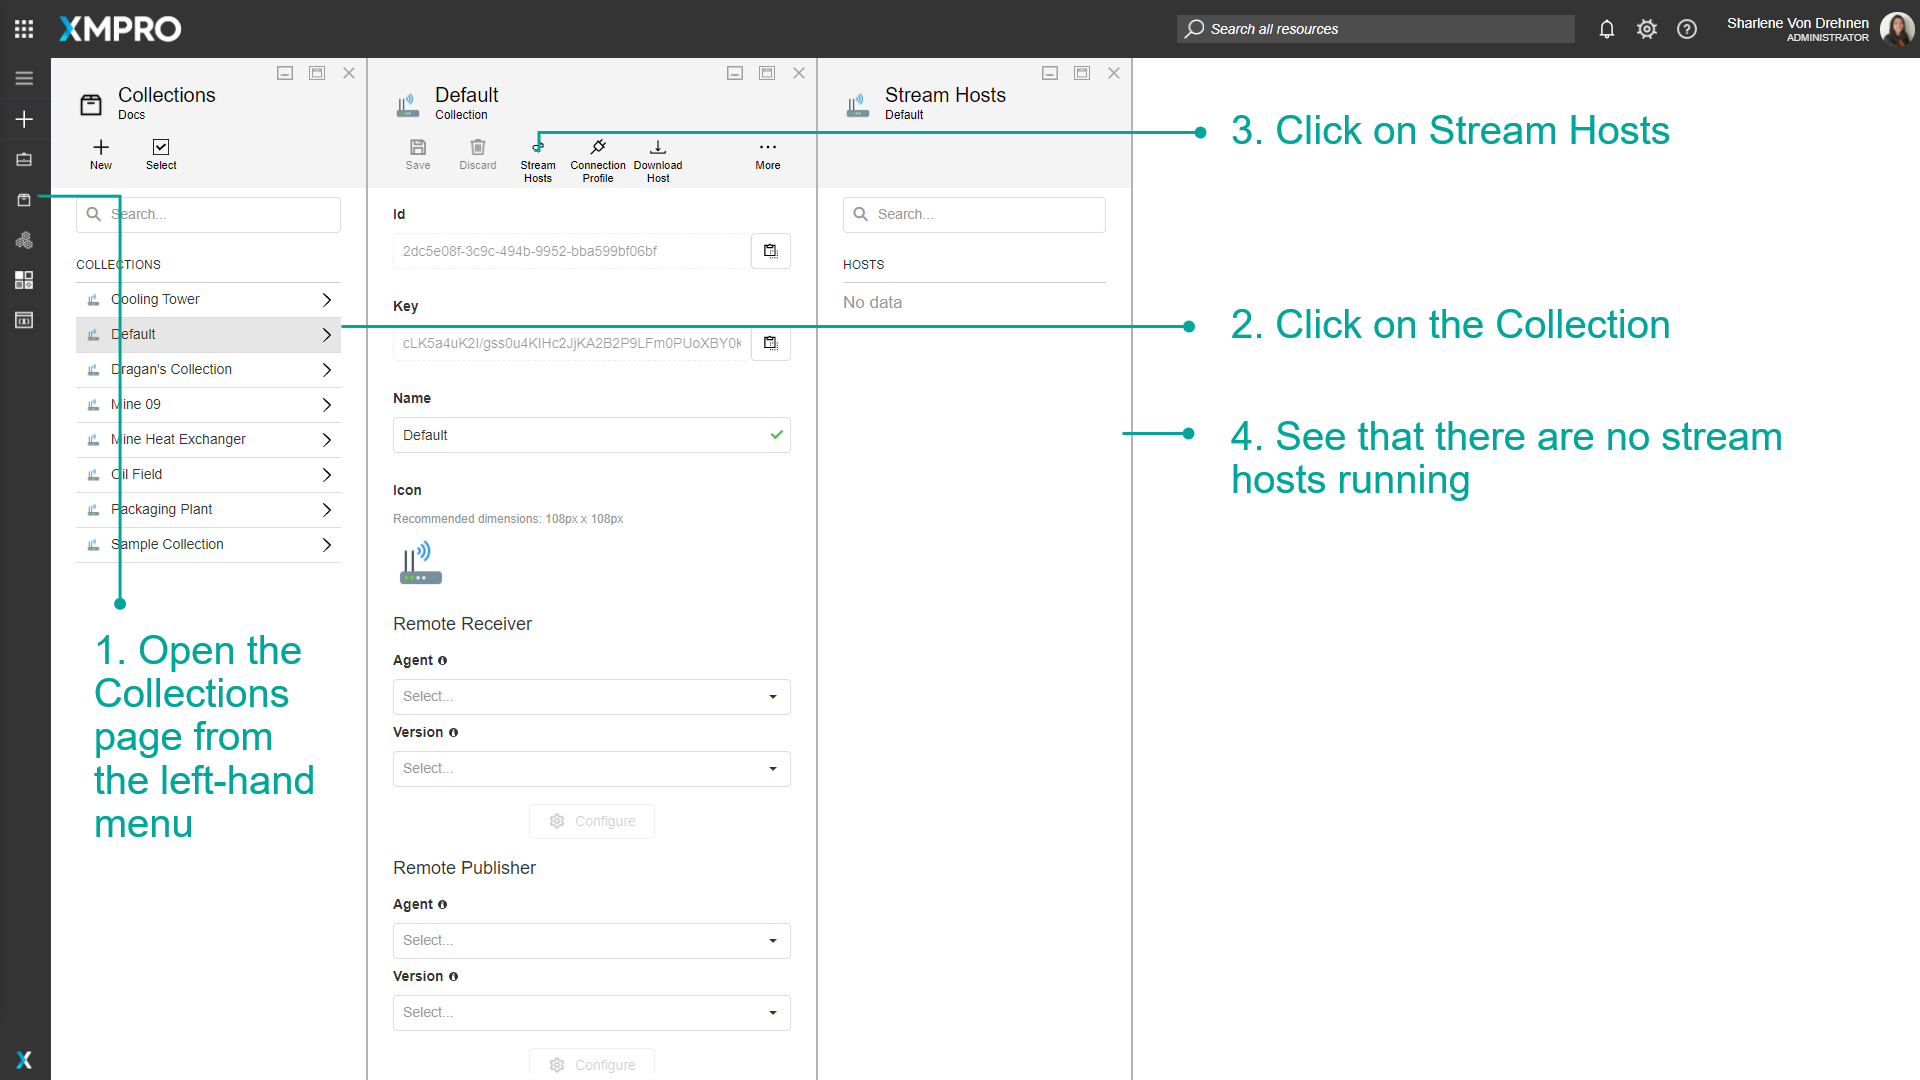 XMPRO
Search all resources
Sharlene Von Drehnen
ADMINISTRATOR
Collections
Docs
New
Select
Search...
COLLECTIONS
Cooling Tower
Default
Dragan's Collection
Mine 09
Mine Heat Exchanger
Oil Field
Packaging Plant
Sample Collection
1. Open the
Collections
page from
the left-hand
menu
Default
Collection
Save
Discard
Stream
Hosts
Connection
Profile
Download
Host
More
Id
2dc5e08f-3c9c-494b-9952-bba599bf06bf
Key
cLK5a4uK2I/gss0u4KIHc2JjKA2B2P9LFm0PUoXBY0k
Name
Default
Icon
Recommended dimensions: 108px x 108px
Remote Receiver
Agent
Select...
Version
Select...
Configure
Remote Publisher
Agent
Select...
Version
Select...
Configure
Stream Hosts
Default
Search...
HOSTS
No data
3. Click on Stream Hosts
2. Click on the Collection
4. See that there are no stream
hosts running